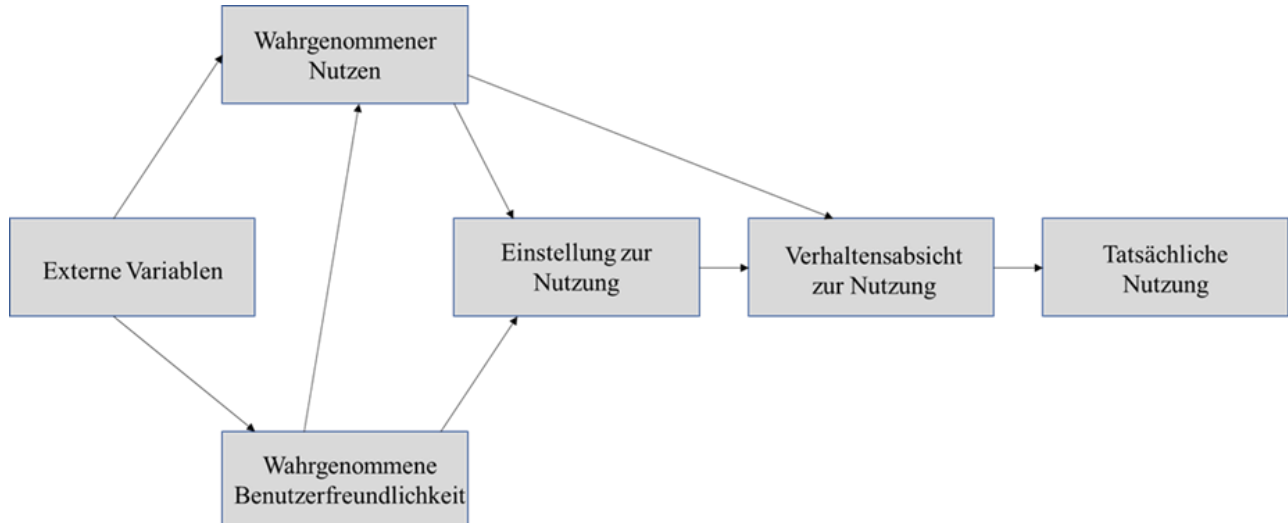 Wahrgenommener
Nutzen
Externe Variablen
Einstellung zur
Nutzung
Verhaltensabsicht
zur Nutzung
Tatsächliche
Nutzung
Wahrgenommene
Benutzerfreundlichkeit